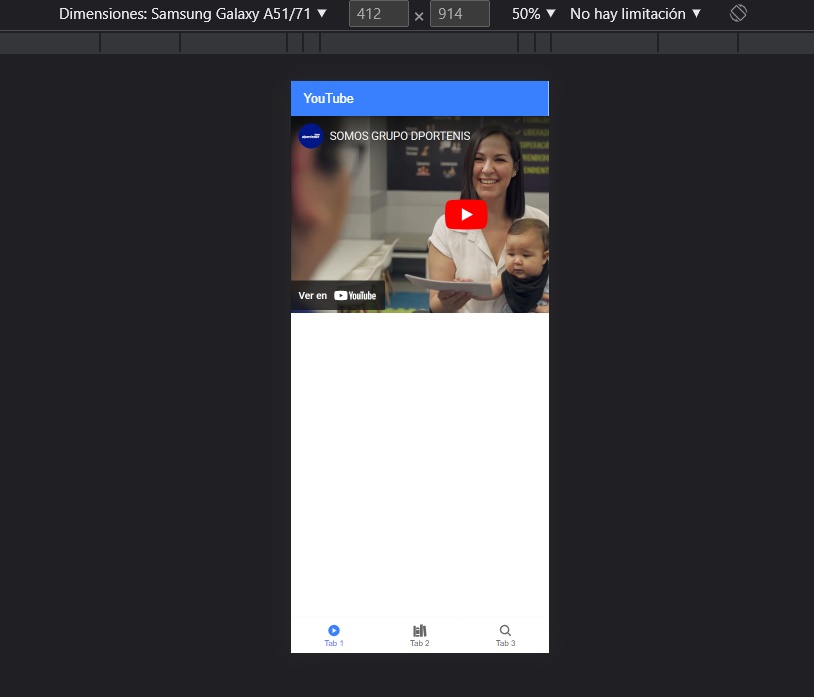 Dimensiones: Samsung Galaxy A51/71 ▼ 412 × 914 50% ▼ No hay limitación ▼
YouTube
SOMOS GRUPO DPORTENIS
Ver en YouTube
Tab 1 Tab 2 Tab 3